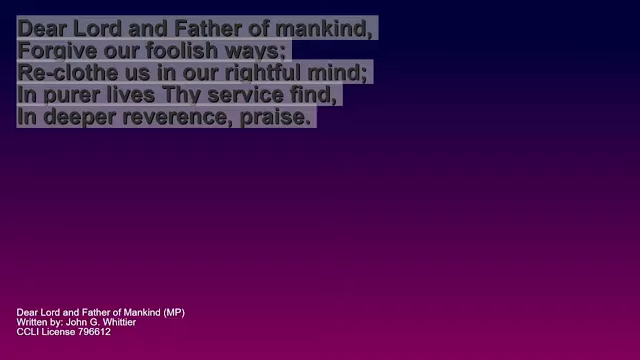 Dear Lord and Father of mankind,
Forgive our foolish ways;
Re-clothe us in our rightful mind;
In purer lives Thy service find,
In deeper reverence, praise.
Dear Lord and Father of Mankind (MP)
Written by: John G. Whittier
CCLI License 796612